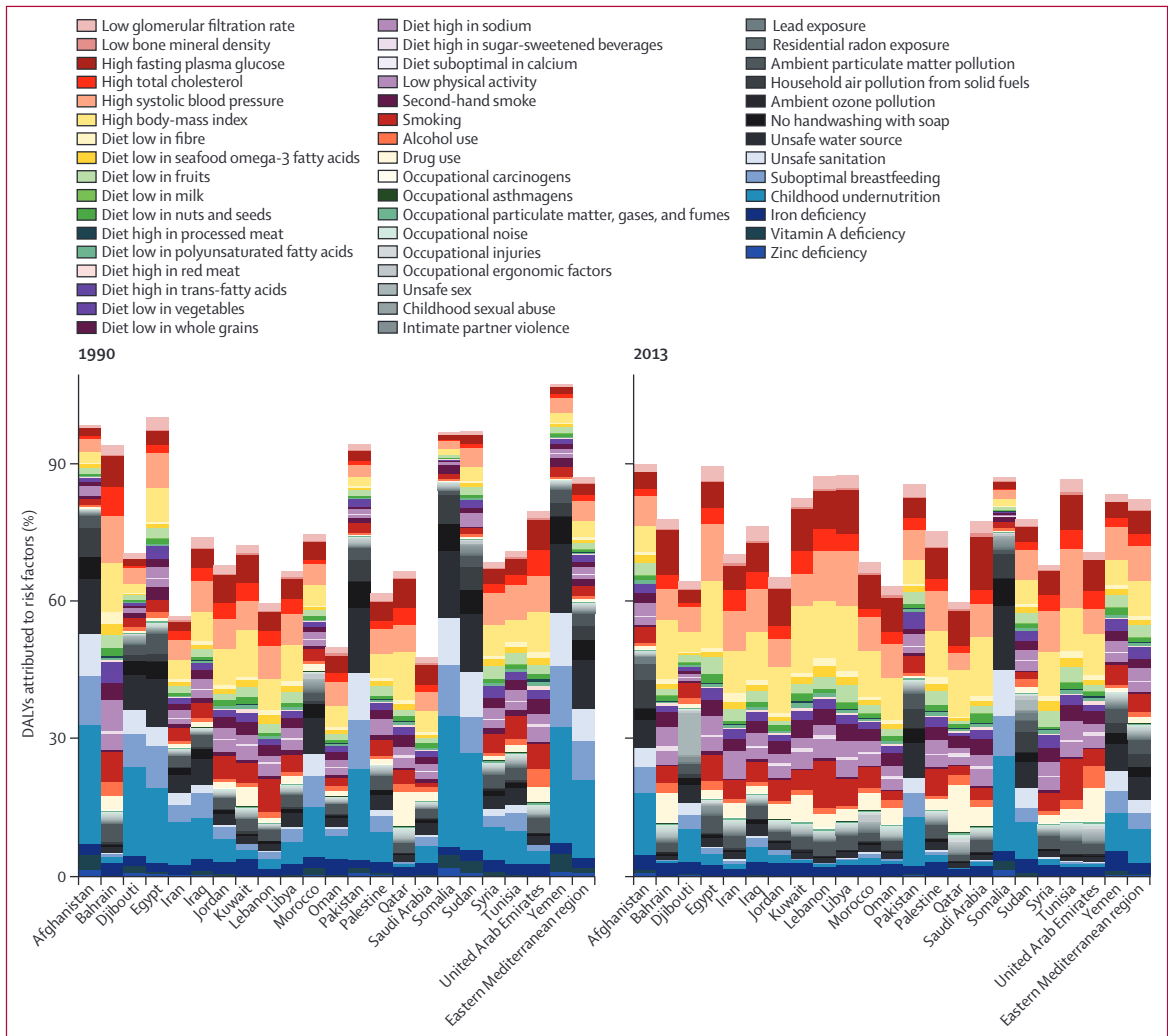 Low glomerular filtration rate
Low bone mineral density
High fasting plasma glucose
High total cholesterol
High systolic blood pressure
High body-mass index
Diet low in fibre
Diet low in seafood omega-3 fatty acids
Diet low in fruits
Diet low in milk
Diet low in nuts and seeds
Diet high in processed meat
Diet low in polyunsaturated fatty acids
Diet high in red meat
Diet high in trans-fatty acids
Diet low in vegetables
Diet low in whole grains
Diet high in sodium
Diet high in sugar-sweetened beverages
Diet suboptimal in calcium
Low physical activity
Second-hand smoke
Smoking
Alcohol use
Drug use
Occupational carcinogens
Occupational asthmagens
Occupational particulate matter, gases, and fumes
Occupational noise
Occupational injuries
Occupational ergonomic factors
Unsafe sex
Childhood sexual abuse
Intimate partner violence
Lead exposure
Residential radon exposure
Ambient particulate matter pollution
Household air pollution from solid fuels
Ambient ozone pollution
No handwashing with soap
Unsafe water source
Unsafe sanitation
Suboptimal breastfeeding
Childhood undernutrition
Iron deficiency
Vitamin A deficiency
Zinc deficiency
1990
DALYs attributed to risk factors (%)
90
60
30
0
Afghanistan
Bahrain
Djibouti
Egypt
Iran
Iraq
Jordan
Kuwait
Lebanon
Libya
Morocco
Oman
Pakistan
Palestine
Qatar
Saudi Arabia
Somalia
Sudan
Syria
Tunisia
United Arab Emirates
Yemen
Eastern Mediterranean region
2013
Afghanistan
Bahrain
Djibouti
Egypt
Iran
Iraq
Jordan
Kuwait
Lebanon
Libya
Morocco
Oman
Pakistan
Palestine
Qatar
Saudi Arabia
Somalia
Sudan
Syria
Tunisia
United Arab Emirates
Yemen
Eastern Mediterranean region